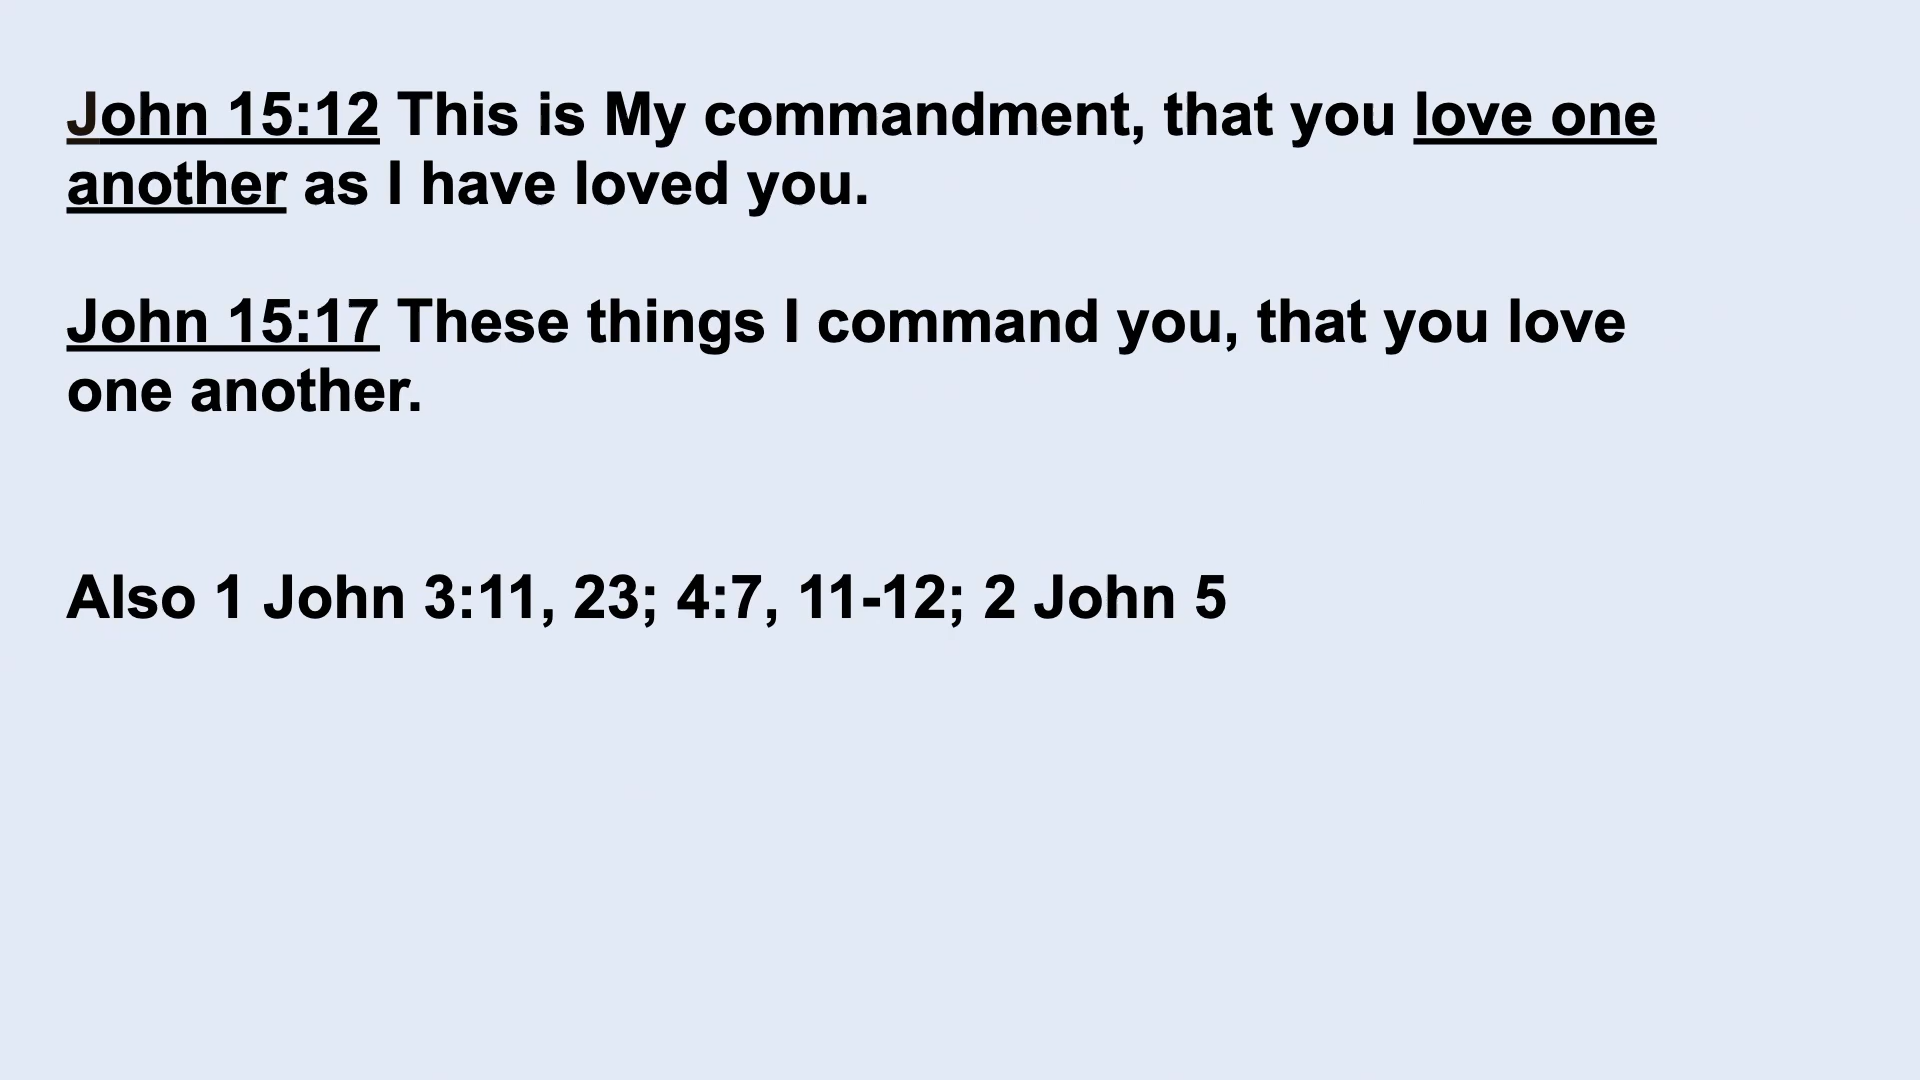 John 15:12 This is My commandment, that you love one
another as I have loved you.
John 15:17 These things I command you, that you love
one another.
Also 1 John 3:11, 23; 4:7, 11-12; 2 John 5